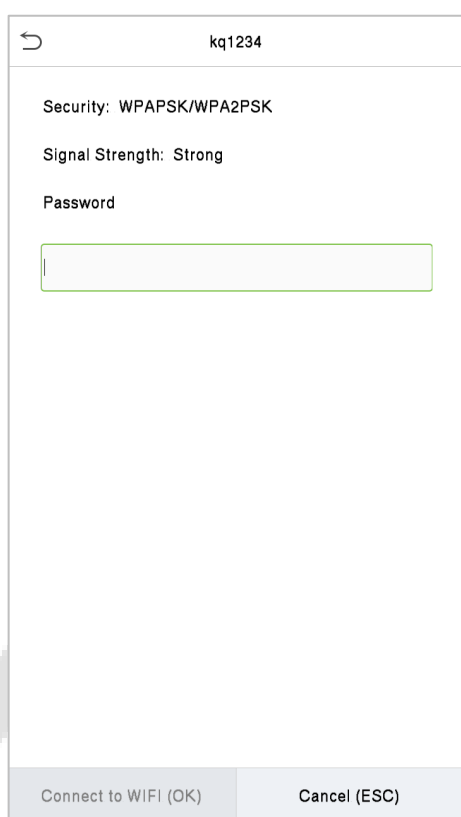 kq1234
Security: WPAPSK/WPA2PSK
Signal Strength: Strong
Password
Connect to WIFI (OK)
Cancel (ESC)